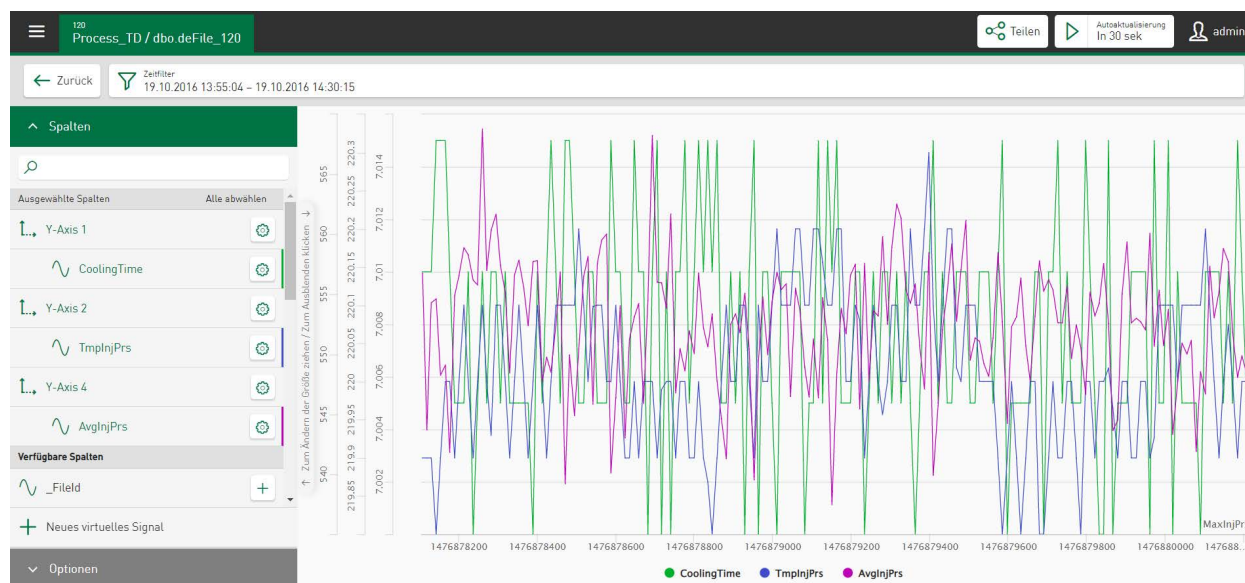 120
Process_TD / dbo.deFile_120
Teilen
Autoaktualisierung
In 30 sek
admin
Zurück
Zeitfilter
19.10.2016 13:55:04 – 19.10.2016 14:30:15
Spalten
Ausgewählte Spalten
Alle abwählen
Y-Axis 1
CoolingTime
Y-Axis 2
TmpInjPrs
Y-Axis 4
AvgInjPrs
Verfügbare Spalten
_FileId
Neues virtuelles Signal
Optionen
← Zum Ändern der Größe ziehen / Zum Ausblenden klicken →
565
560
555
550
545
540
220.3
220.25
220.2
220.15
220.1
220.05
220
219.95
219.9
219.85
7.014
7.012
7.01
7.008
7.006
7.004
7.002
MaxInjPr
1476878200
1476878400
1476878600
1476878800
1476879000
1476879200
1476879400
1476879600
1476879800
1476880000
147688...
CoolingTime
TmpInjPrs
AvgInjPrs